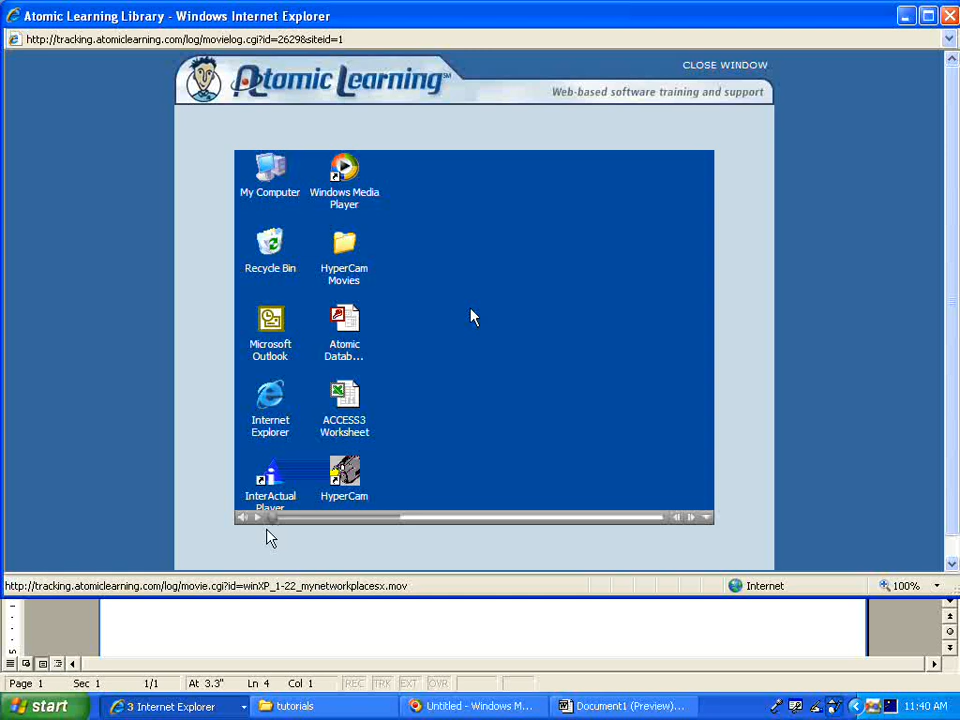 Atomic Learning Library - Windows Internet Explorer
http://tracking.atomiclearning.com/log/movielog.cgi?id=2629&siteid=1
CLOSE WINDOW
Atomic Learning SM
Web-based software training and support
My Computer
Windows Media
Player
Recycle Bin
HyperCam
Movies
Microsoft
Outlook
Atomic
Datab...
Internet
Explorer
ACCESS3
Worksheet
InterActual
Player
HyperCam
http://tracking.atomiclearning.com/log/movie.cgi?id=winXP_1-22_mynetworkplacesx.mov
Internet
100%
Page 1 Sec 1 1/1 At 3.3" Ln 4 Col 1 REC TRK EXT OVR
start
3 Internet Explorer
tutorials
Untitled - Windows M...
Document1 (Preview)...
11:40 AM